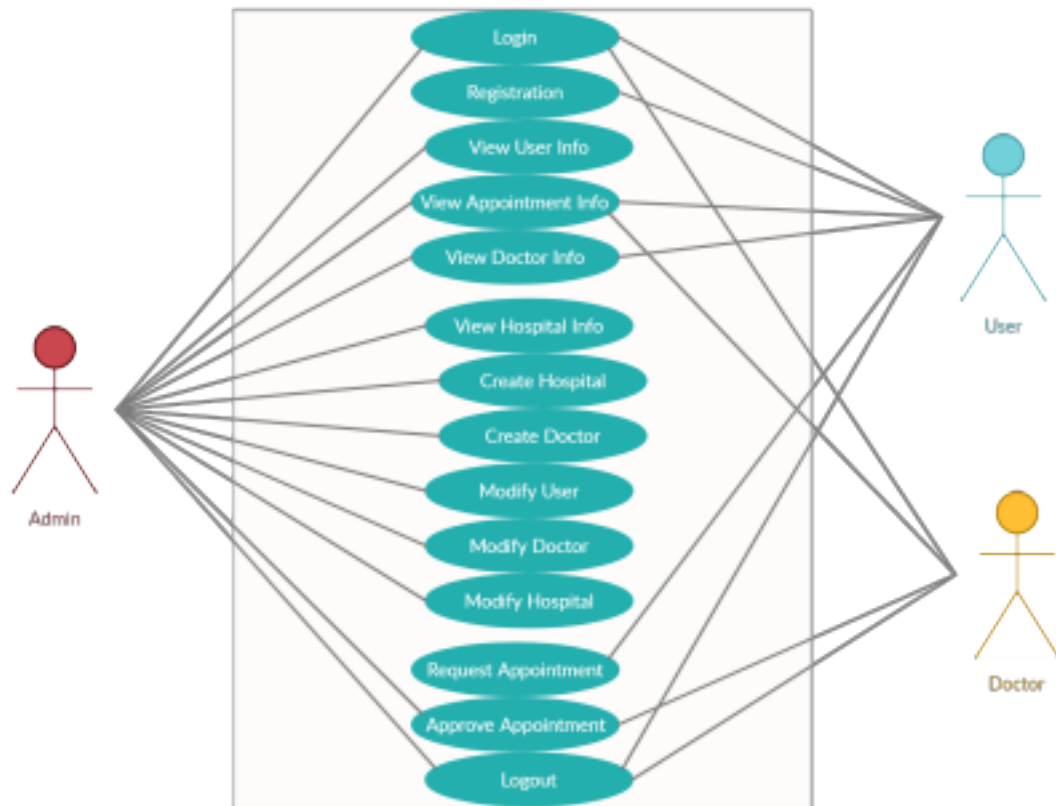 Login
Registration
View User Info
View Appointment Info
View Doctor Info
View Hospital Info
Create Hospital
Create Doctor
Modify User
Modify Doctor
Modify Hospital
Request Appointment
Approve Appointment
Logout
Admin
User
Doctor